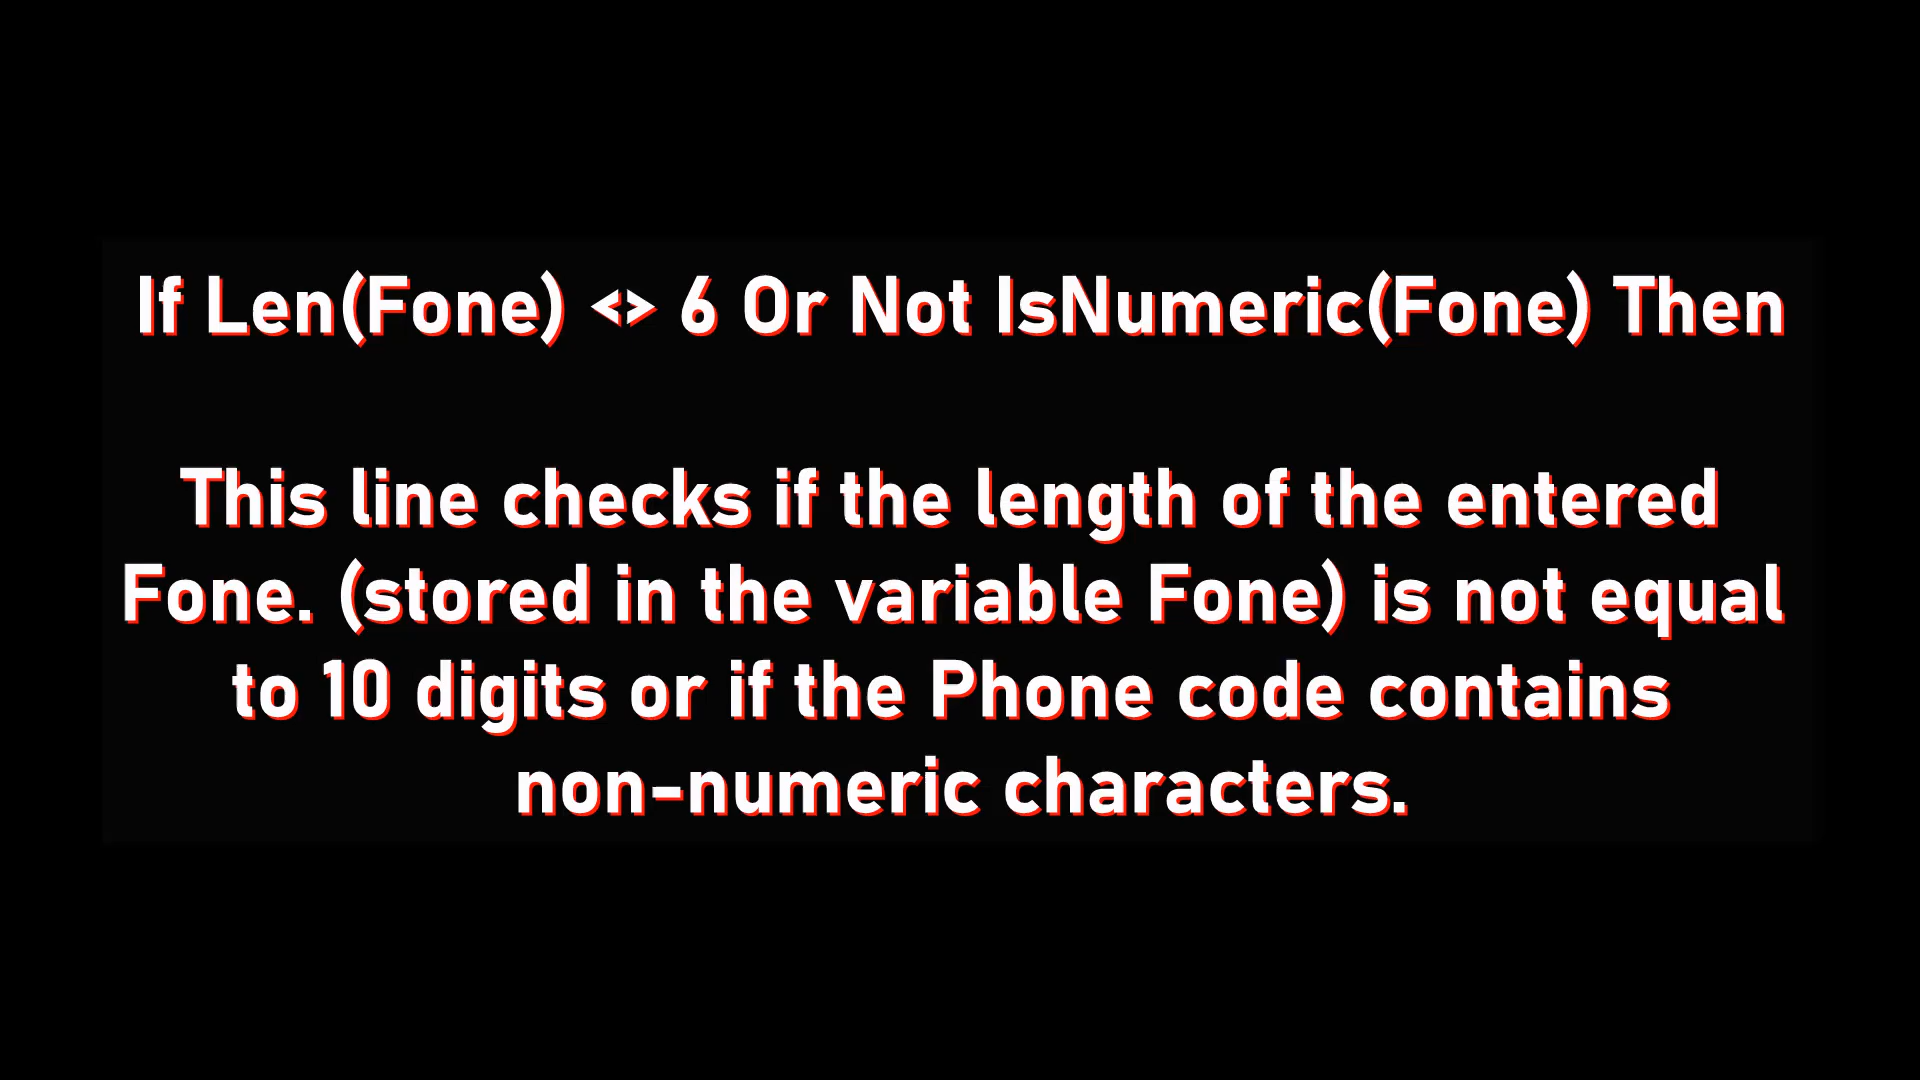 If Len(Fone) <> 6 Or Not IsNumeric(Fone) Then
This line checks if the length of the entered
Fone. (stored in the variable Fone) is not equal
to 10 digits or if the Phone code contains
non-numeric characters.